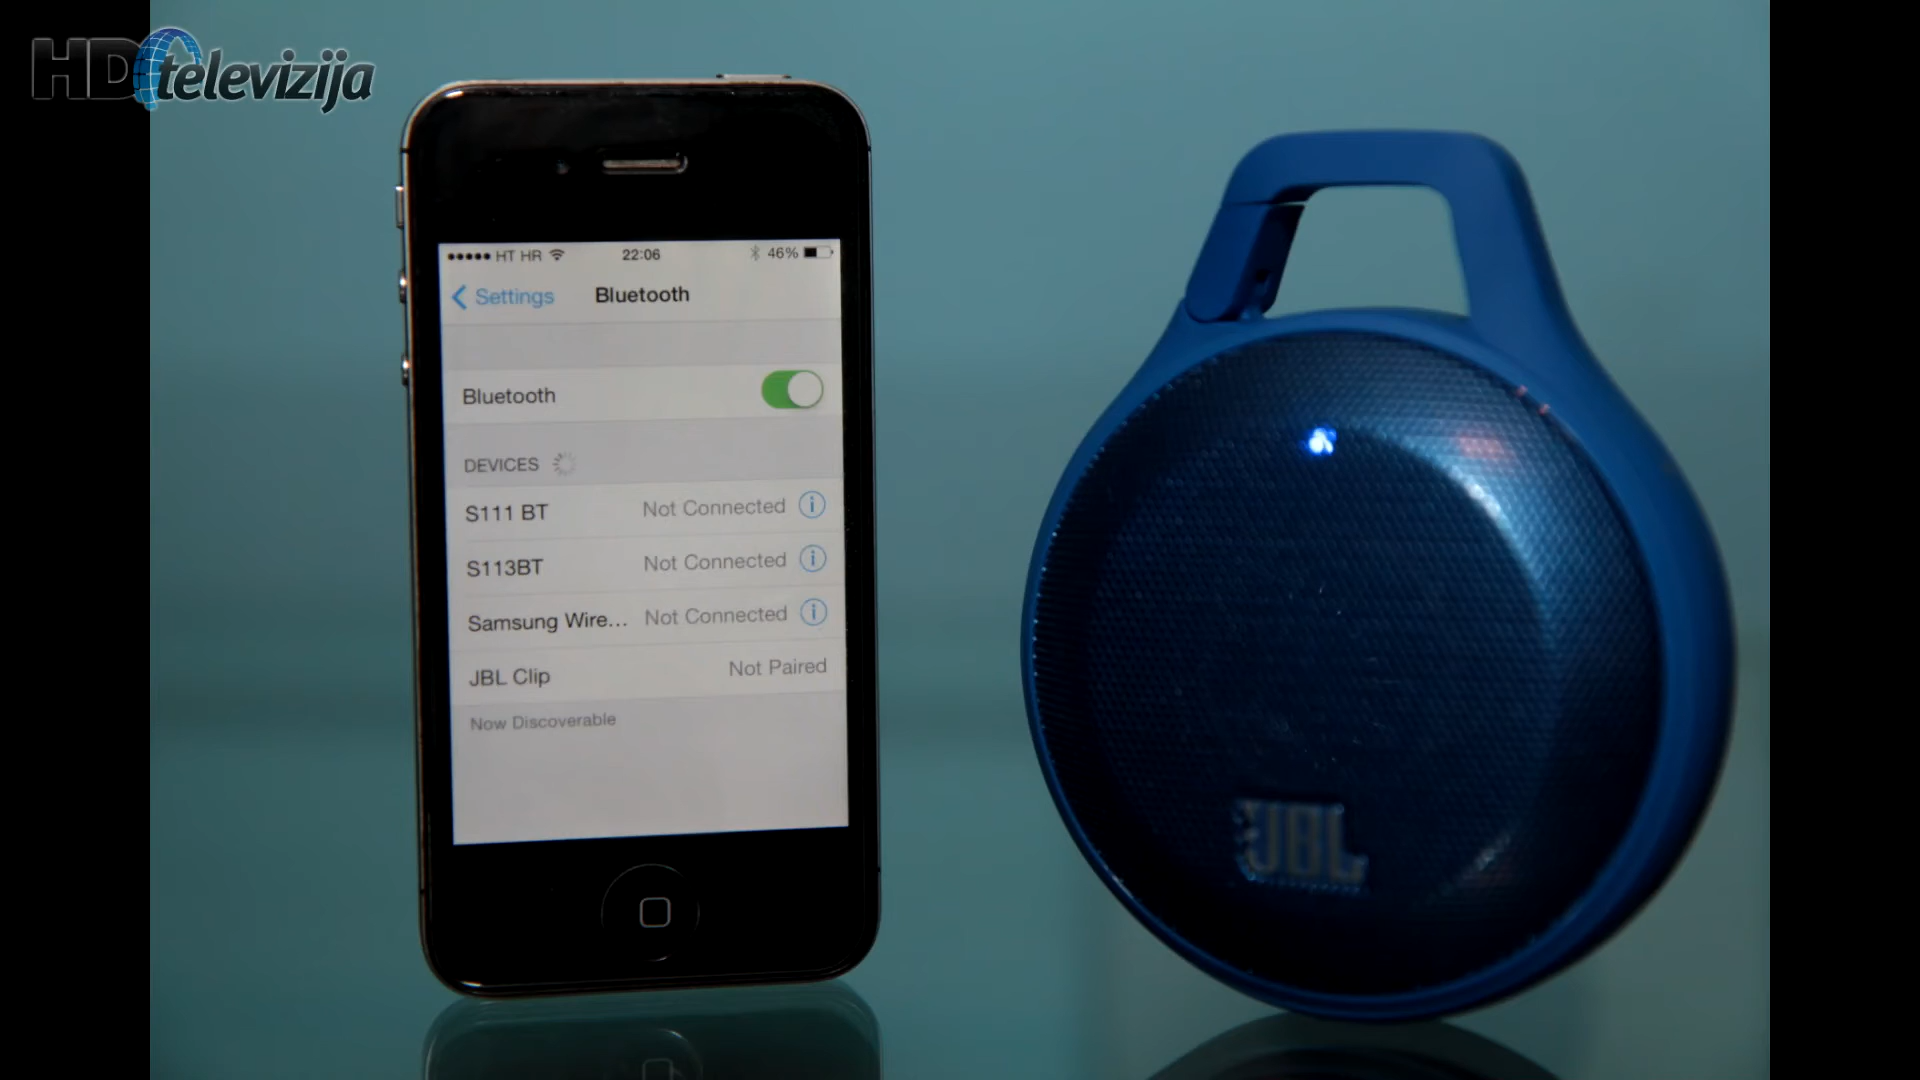 HDtelevizija
HT HR 22:06 46%
Settings Bluetooth
Bluetooth
DEVICES
S111 BT Not Connected
S113BT Not Connected
Samsung Wire... Not Connected
JBL Clip Not Paired
Now Discoverable
JBL